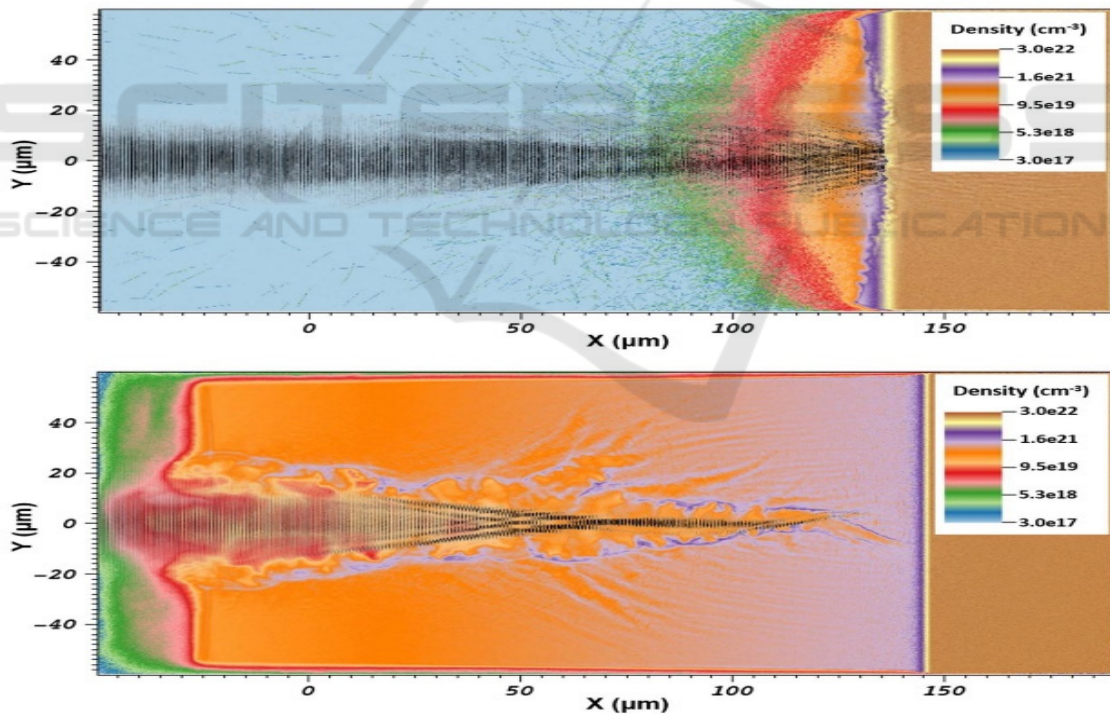 SCITEPRESS
SCIENCE AND TECHNOLOGY PUBLICATIONS
Y (µm)
40
20
0
−20
−40
0
50
100
150
X (µm)
Density (cm⁻³)
3.0e22
1.6e21
9.5e19
5.3e18
3.0e17
Y (µm)
40
20
0
−20
−40
0
50
100
150
X (µm)
Density (cm⁻³)
3.0e22
1.6e21
9.5e19
5.3e18
3.0e17